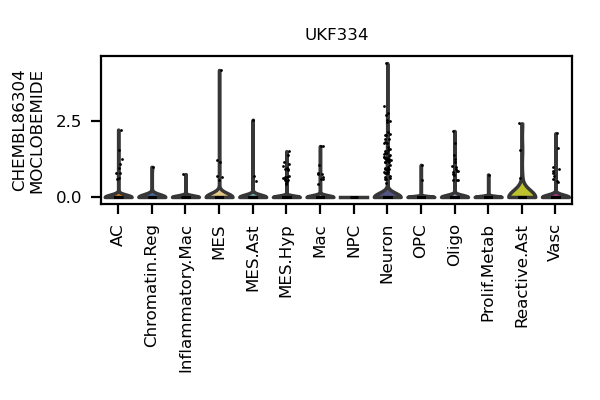 UKF334
CHEMBL86304
MOCLOBEMIDE
2.5
0.0
AC
Chromatin.Reg
Inflammatory.Mac
MES
MES.Ast
MES.Hyp
Mac
NPC
Neuron
OPC
Oligo
Prolif.Metab
Reactive.Ast
Vasc